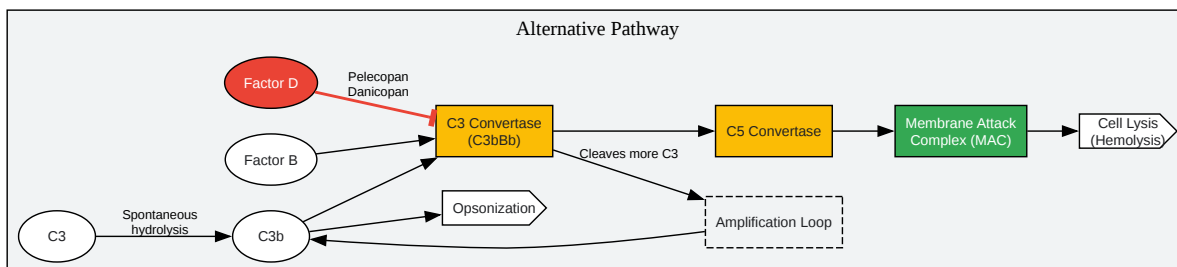 Alternative Pathway
Factor D
Pelecopan
Danicopan
C3 Convertase
(C3bBb)
C5 Convertase
Membrane Attack
Complex (MAC)
Cell Lysis
(Hemolysis)
Factor B
Cleaves more C3
Spontaneous
hydrolysis
C3
C3b
Opsonization
Amplification Loop